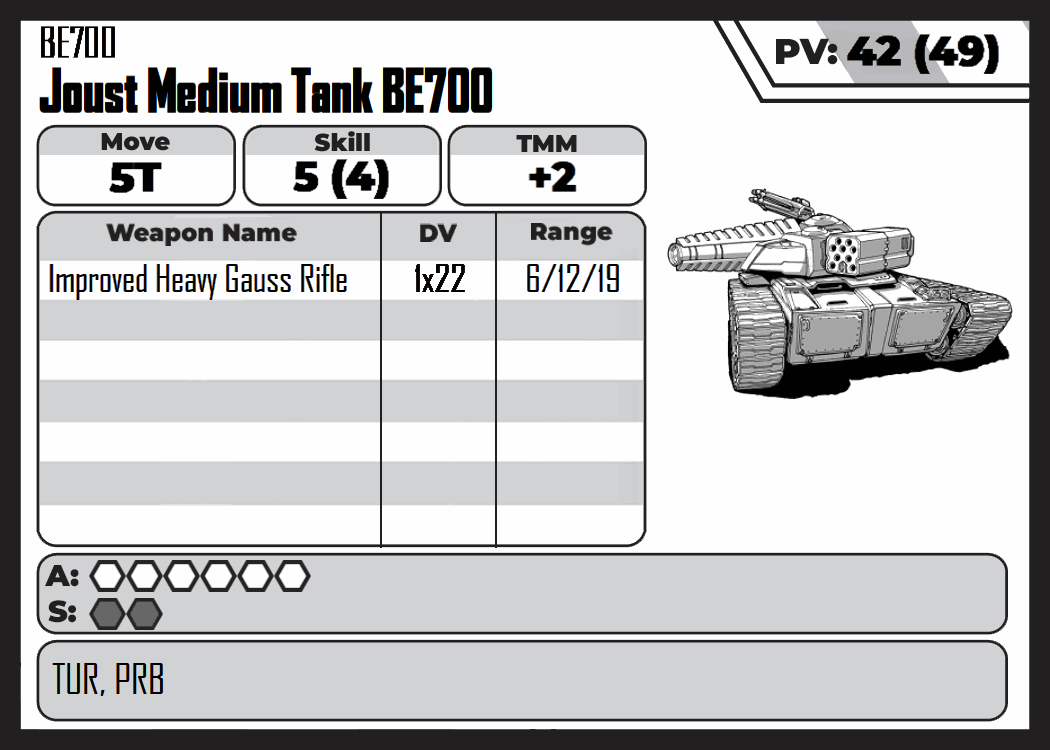 BE700
PV: 42 (49)
Joust Medium Tank BE700
Move Skill TMM
5T 5 (4) +2
Weapon Name DV Range
Improved Heavy Gauss Rifle 1x22 6/12/19
A:
S:
TUR, PRB